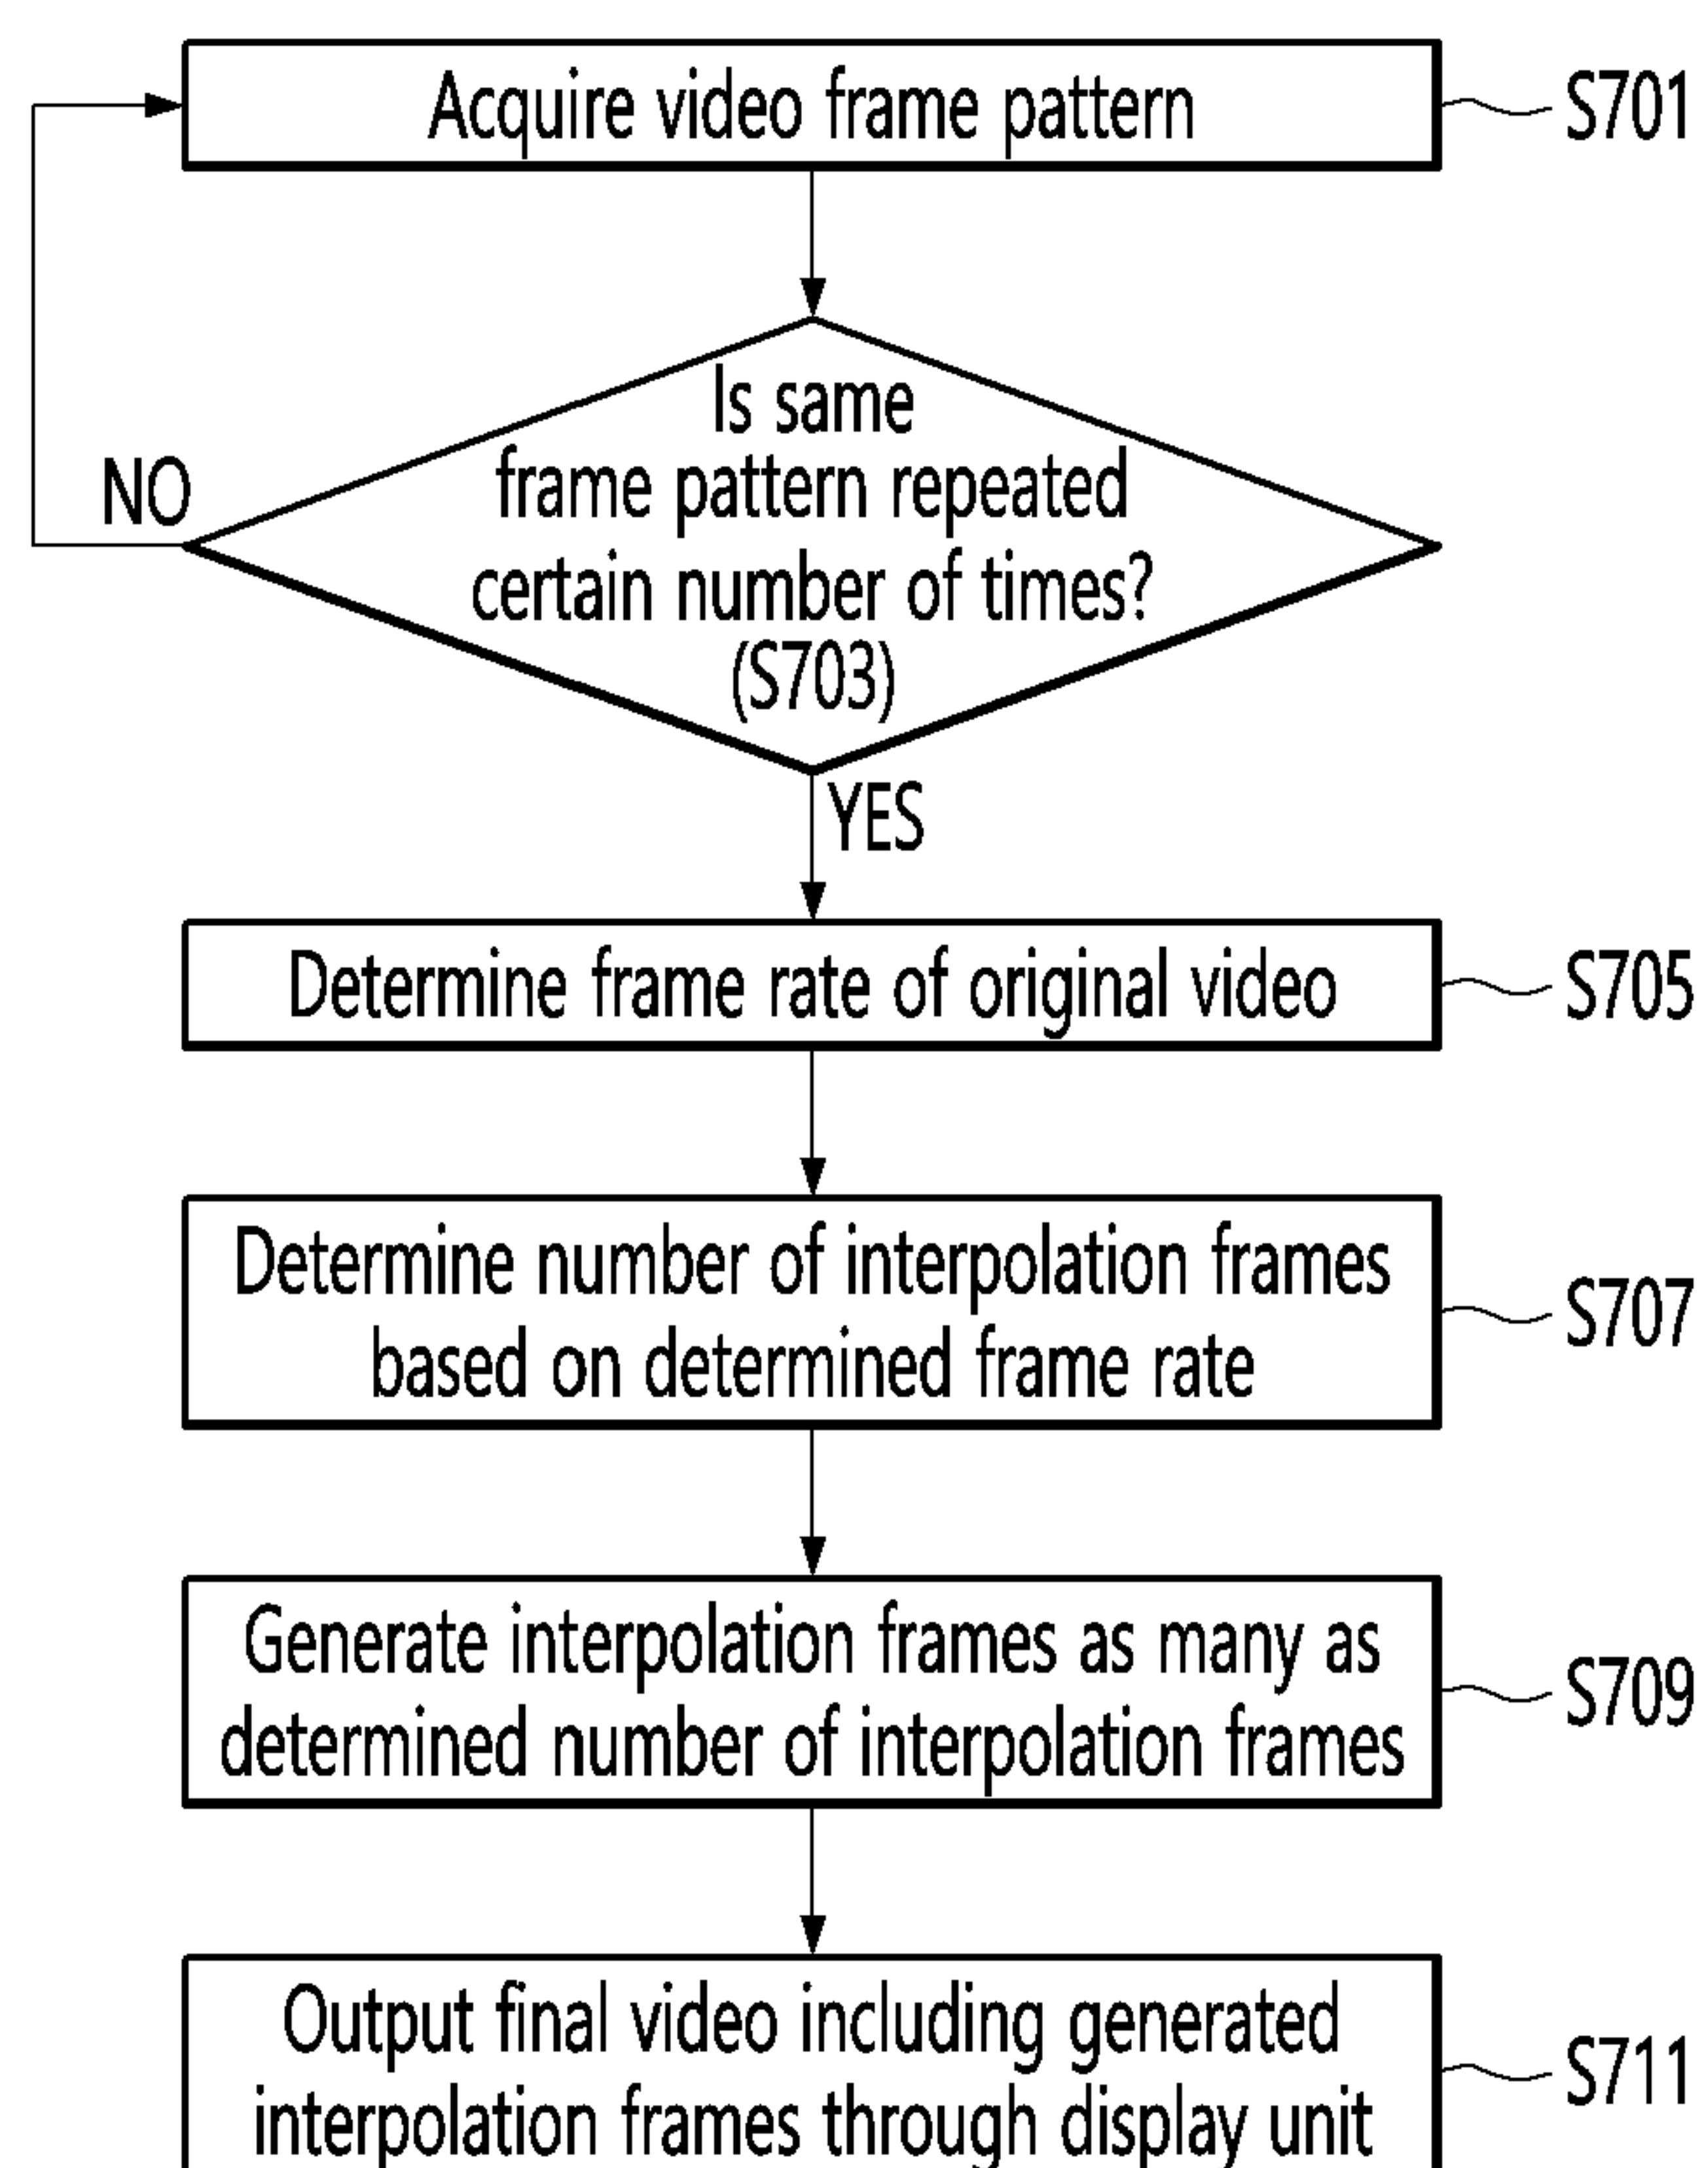 Acquire video frame pattern
S701
Is same
frame pattern repeated
certain number of times?
(S703)
NO
YES
Determine frame rate of original video
S705
Determine number of interpolation frames
based on determined frame rate
S707
Generate interpolation frames as many as
determined number of interpolation frames
S709
Output final video including generated
interpolation frames through display unit
S711